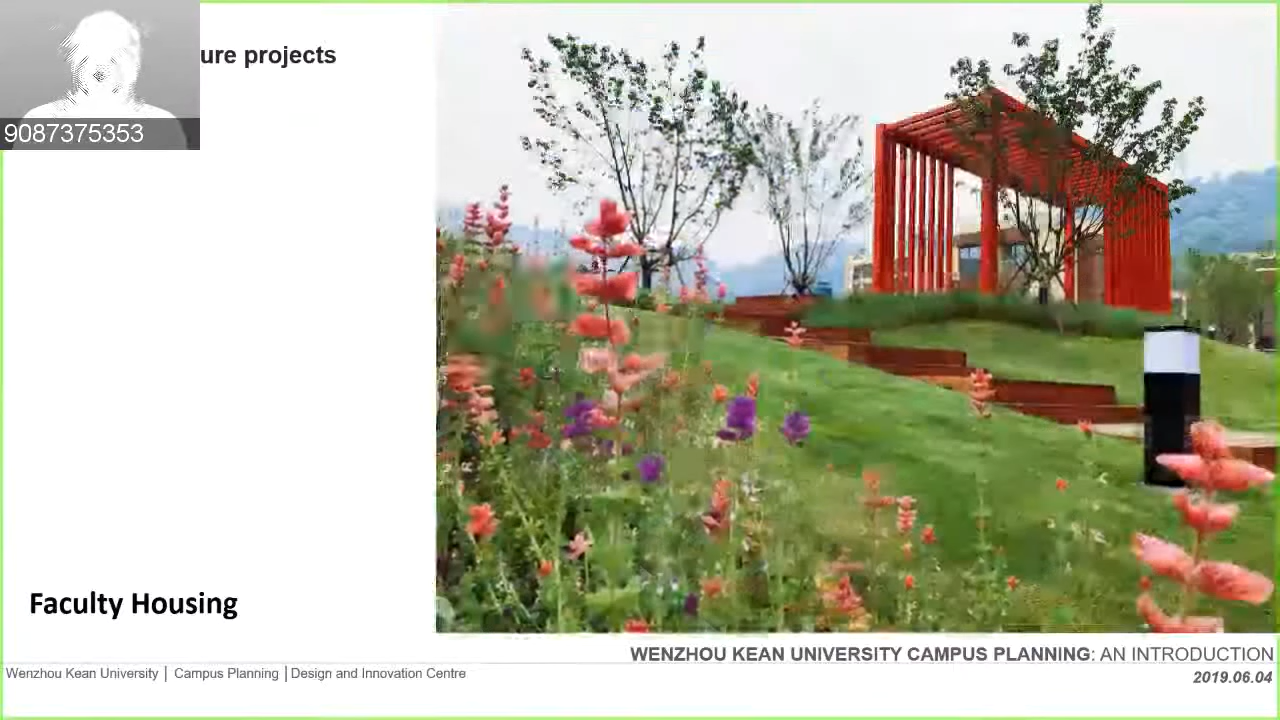 ure projects
9087375353
Faculty Housing
WENZHOU KEAN UNIVERSITY CAMPUS PLANNING: AN INTRODUCTION
Wenzhou Kean University │ Campus Planning │Design and Innovation Centre
2019.06.04